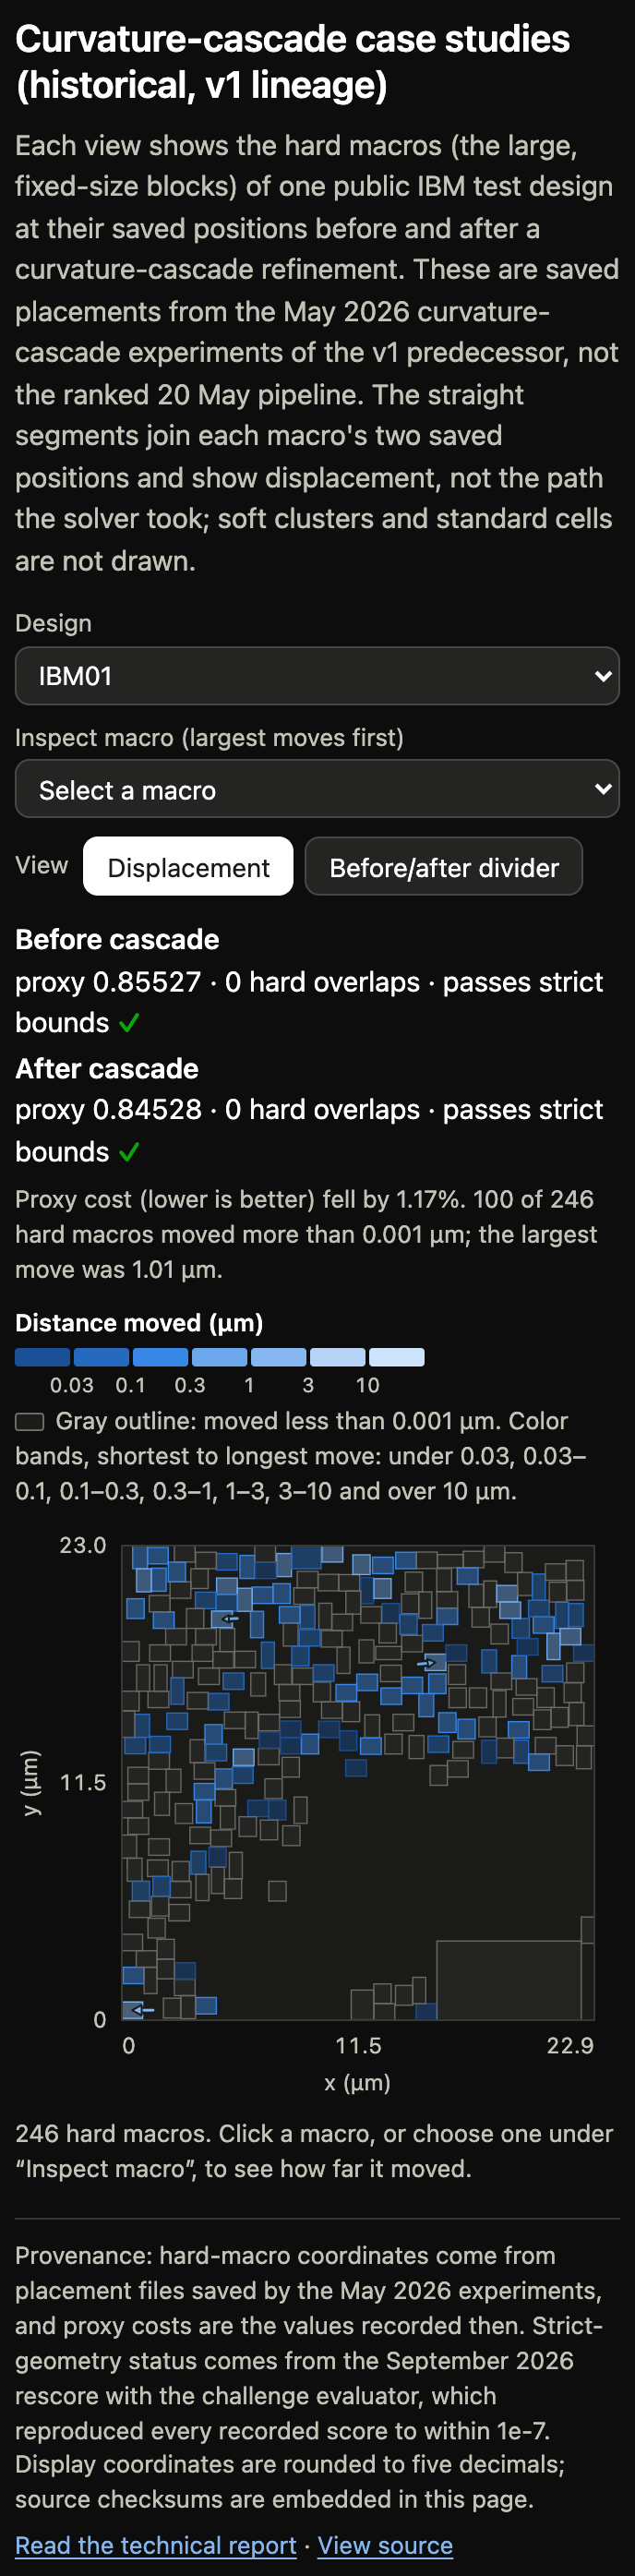 Curvature-cascade case studies
(historical, v1 lineage)
Each view shows the hard macros (the large,
fixed-size blocks) of one public IBM test design
at their saved positions before and after a
curvature-cascade refinement. These are saved
placements from the May 2026 curvature-
cascade experiments of the v1 predecessor, not
the ranked 20 May pipeline. The straight
segments join each macro's two saved
positions and show displacement, not the path
the solver took; soft clusters and standard cells
are not drawn.
Design
IBM01
Inspect macro (largest moves first)
Select a macro
View Displacement Before/after divider
Before cascade
proxy 0.85527 · 0 hard overlaps · passes strict
bounds ✓
After cascade
proxy 0.84528 · 0 hard overlaps · passes strict
bounds ✓
Proxy cost (lower is better) fell by 1.17%. 100 of 246
hard macros moved more than 0.001 µm; the largest
move was 1.01 µm.
Distance moved (µm)
0.03 0.1 0.3 1 3 10
Gray outline: moved less than 0.001 µm. Color
bands, shortest to longest move: under 0.03, 0.03–
0.1, 0.1–0.3, 0.3–1, 1–3, 3–10 and over 10 µm.
23.0
y (µm)
11.5
0
0 11.5 22.9
x (µm)
246 hard macros. Click a macro, or choose one under
“Inspect macro”, to see how far it moved.
Provenance: hard-macro coordinates come from
placement files saved by the May 2026 experiments,
and proxy costs are the values recorded then. Strict-
geometry status comes from the September 2026
rescore with the challenge evaluator, which
reproduced every recorded score to within 1e-7.
Display coordinates are rounded to five decimals;
source checksums are embedded in this page.
Read the technical report · View source